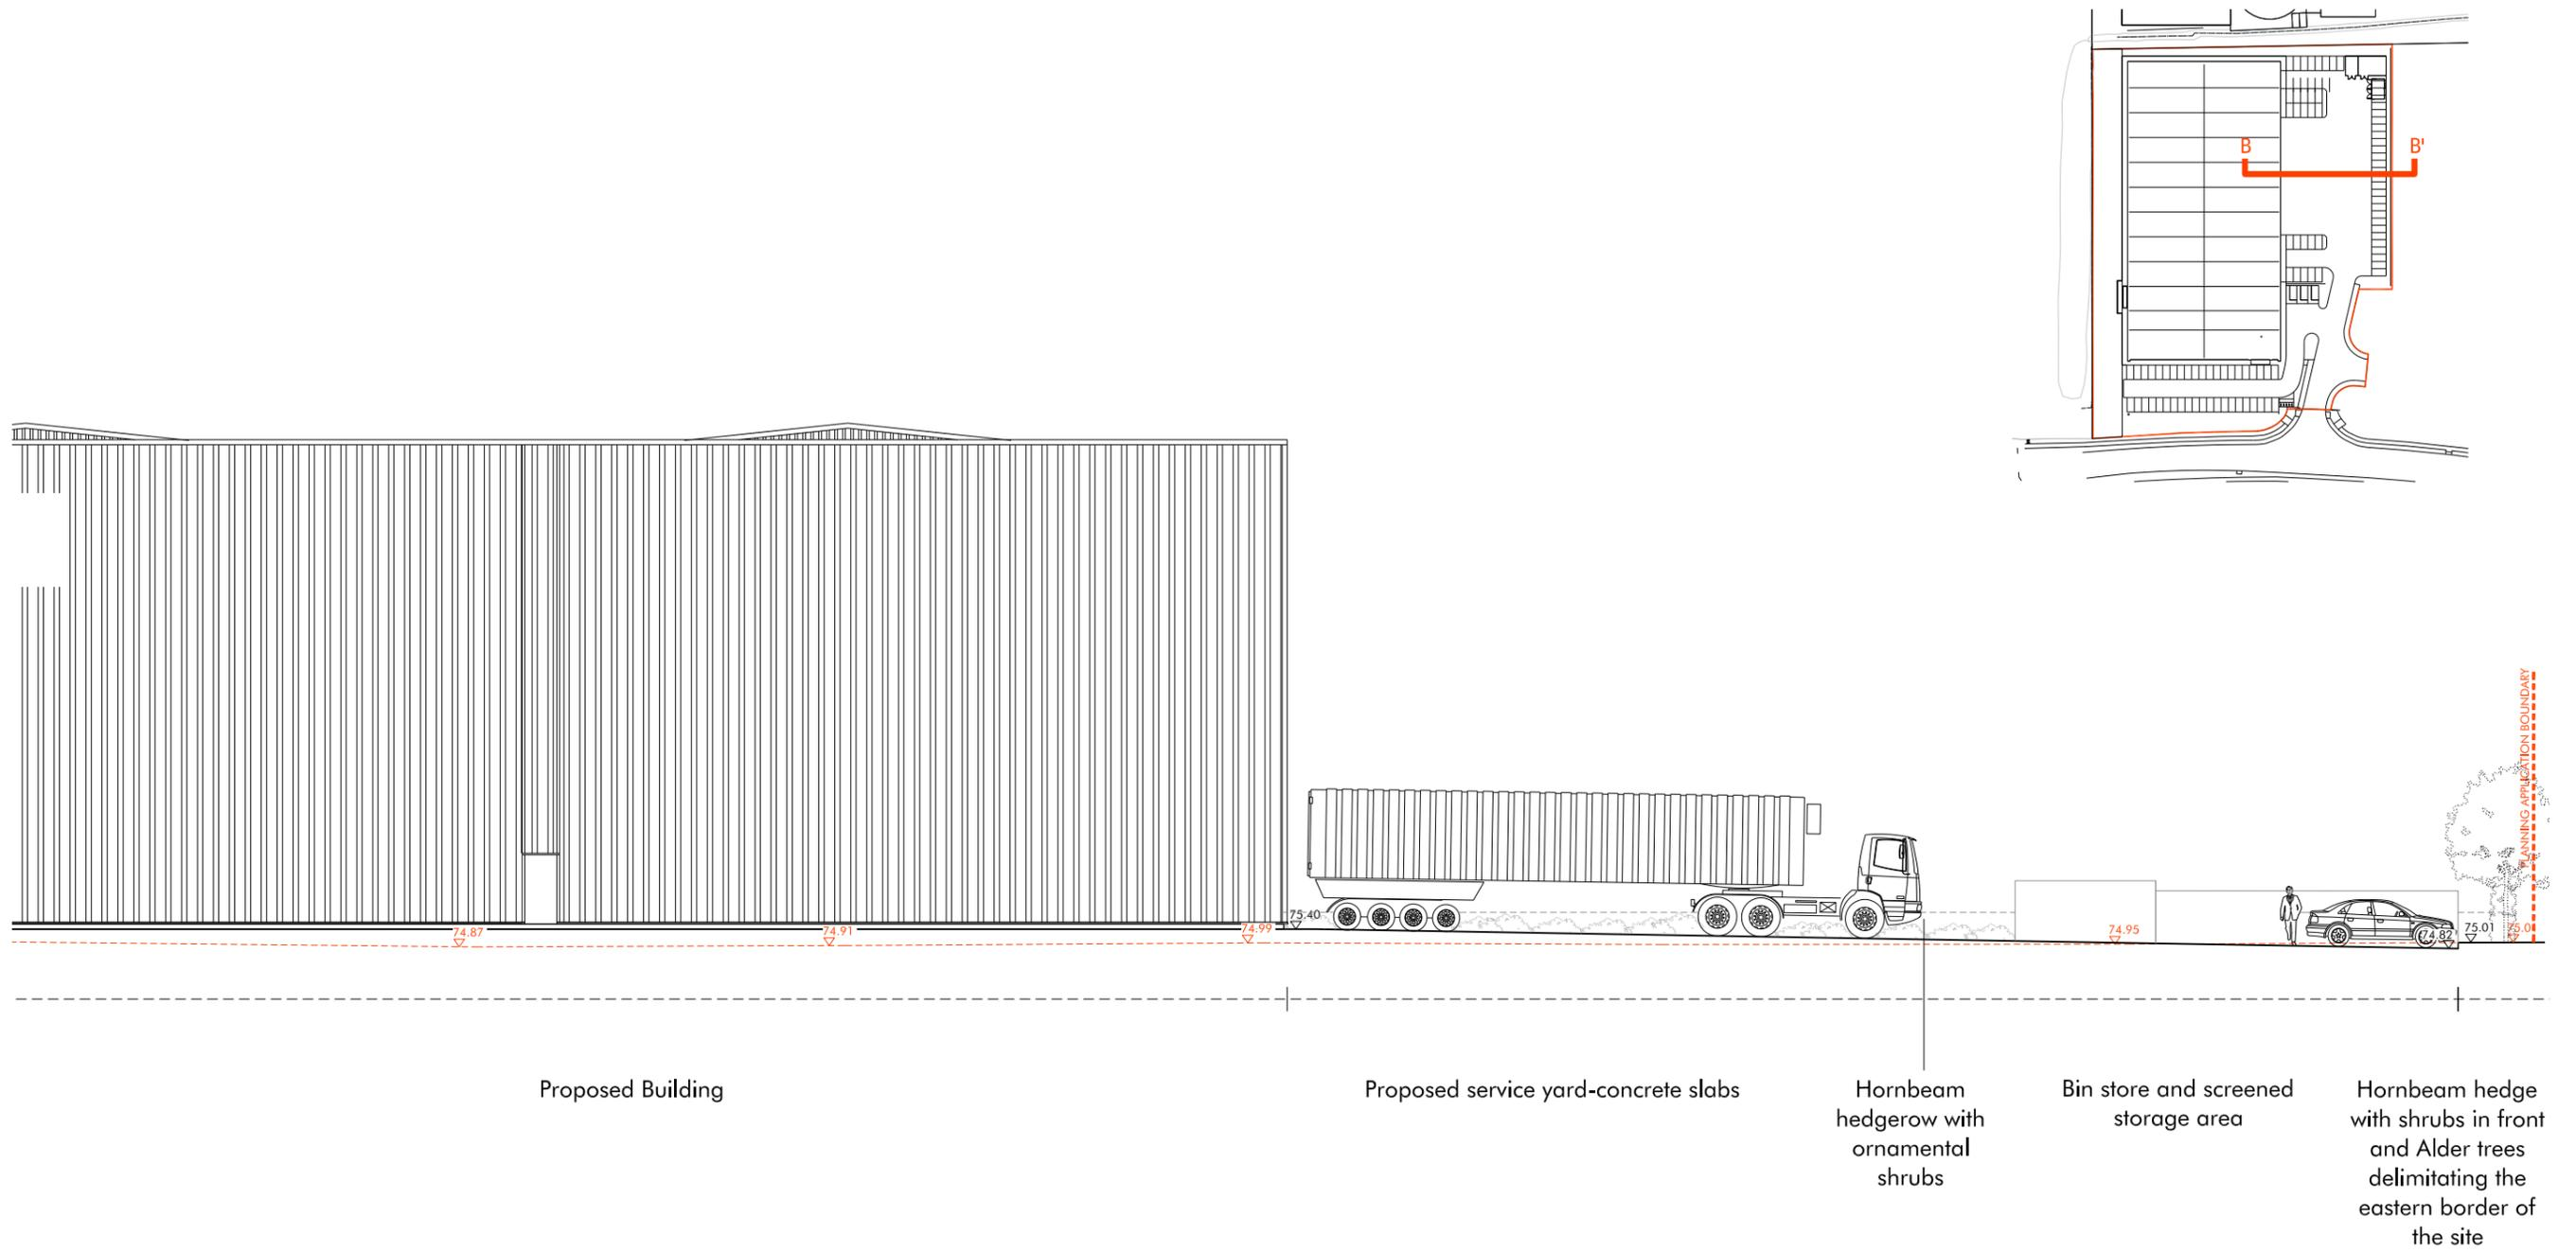 B
B'
PLANNING APPLICATION BOUNDARY
75.40
74.87
74.91
74.99
74.95
74.82
75.01
75.0
Proposed Building
Proposed service yard-concrete slabs
Hornbeam
hedgerow with
ornamental
shrubs
Bin store and screened
storage area
Hornbeam hedge
with shrubs in front
and Alder trees
delimitating the
eastern border of
the site